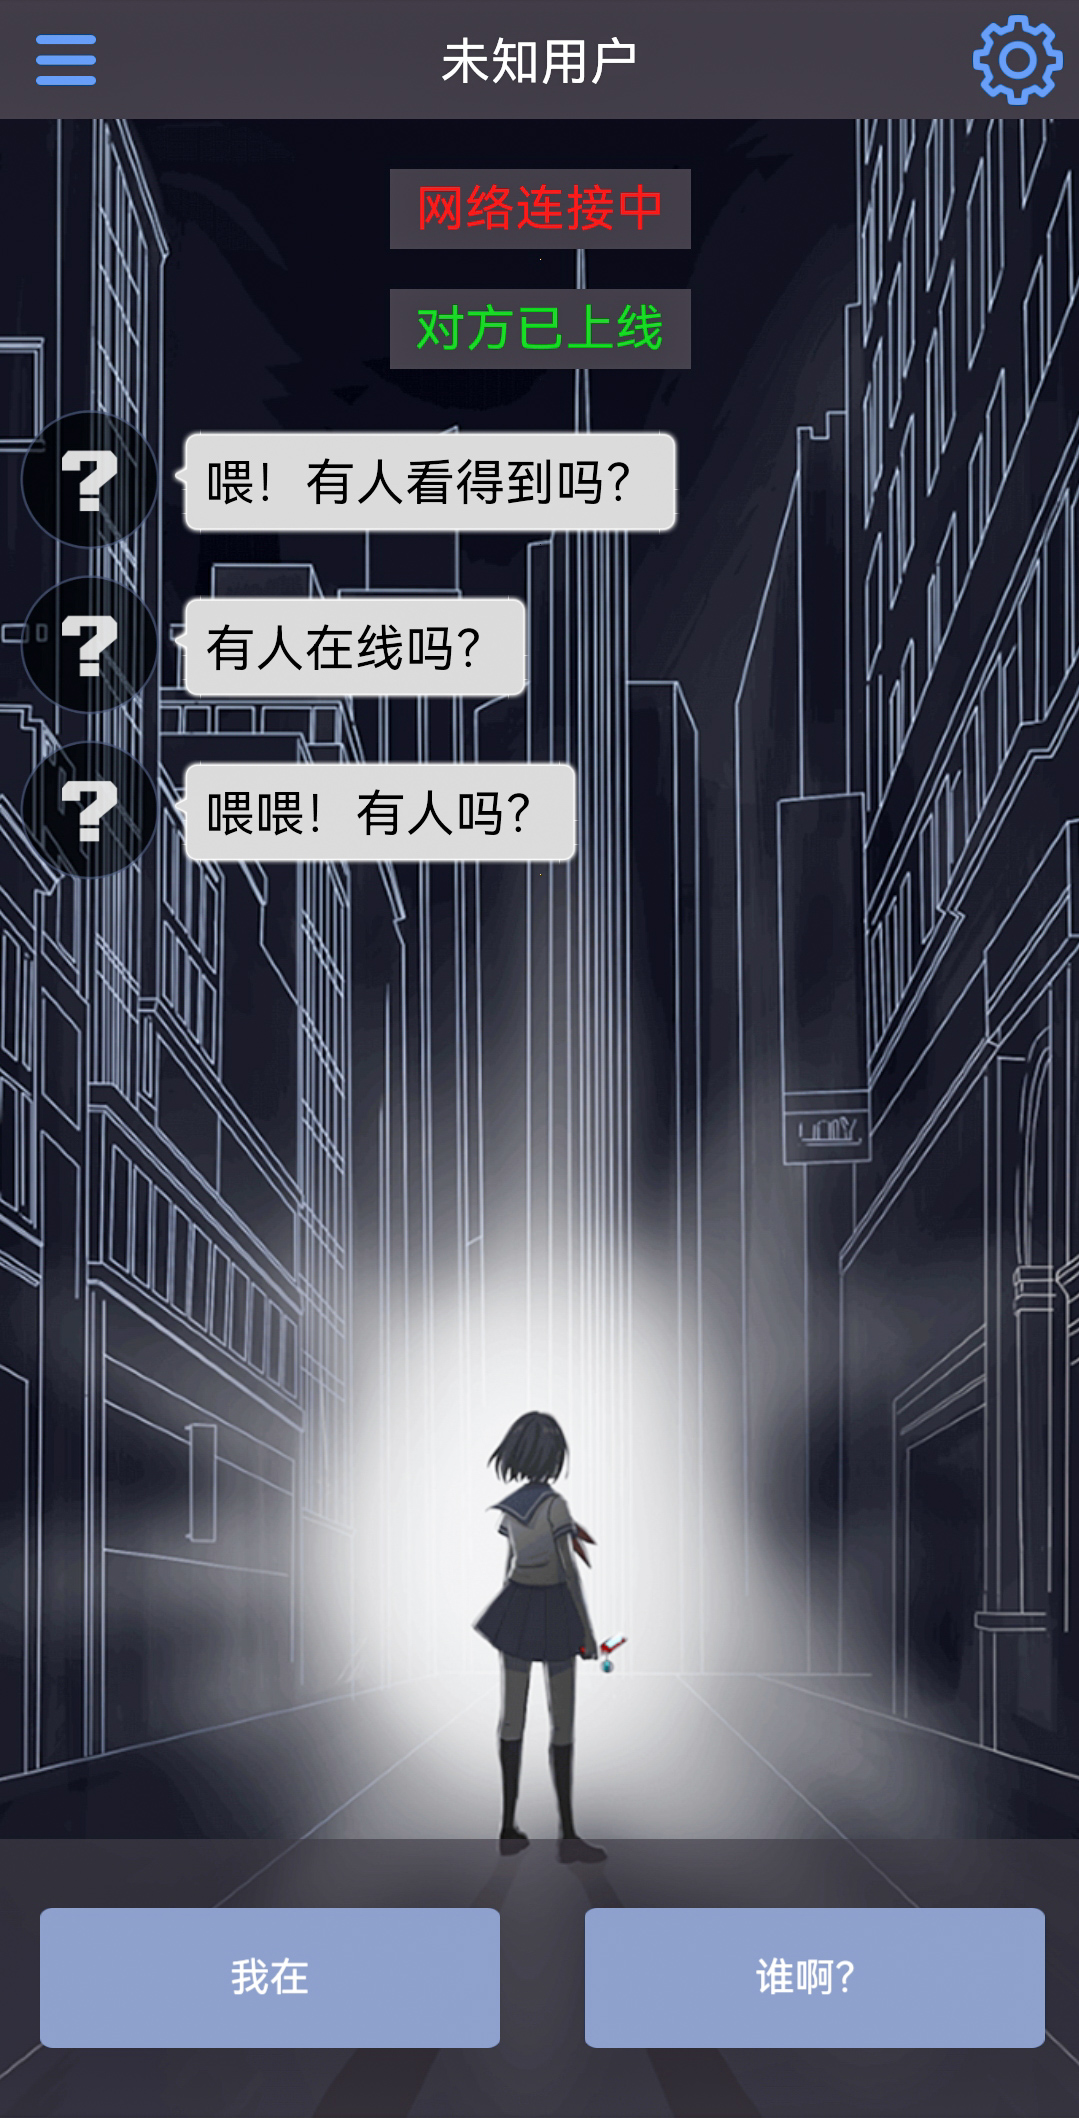 未知用户
网络连接中
对方已上线
?
喂！有人看得到吗？
?
有人在线吗？
?
喂喂！有人吗？
我在
谁啊？